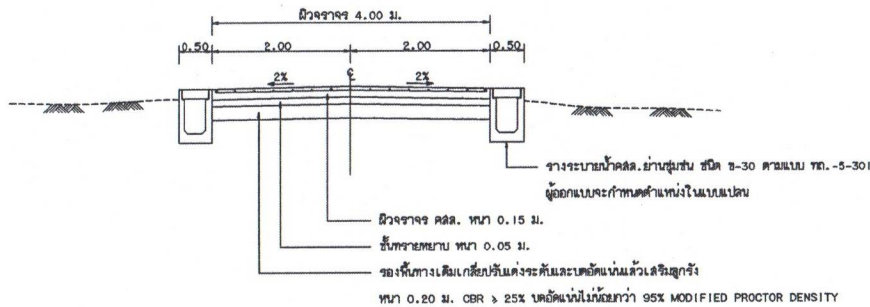 ผิวจราจร 4.00 ม.
0.50 2.00 2.00 0.50
2% ℄ 2%
รางระบายน้ำคสล.ย่านชุมชน ชนิด ข-30 ตามแบบ ทถ.-5-301
ผู้ออกแบบจะกำหนดตำแหน่งในแบบแปลน
ผิวจราจร คสล. หนา 0.15 ม.
ชั้นทรายหยาบ หนา 0.05 ม.
รองพื้นทางเดิมเกลี่ยปรับแต่งระดับและบดอัดแน่นแล้วเสริมลูกรัง
หนา 0.20 ม. CBR ≥ 25% บดอัดแน่นไม่น้อยกว่า 95% MODIFIED PROCTOR DENSITY